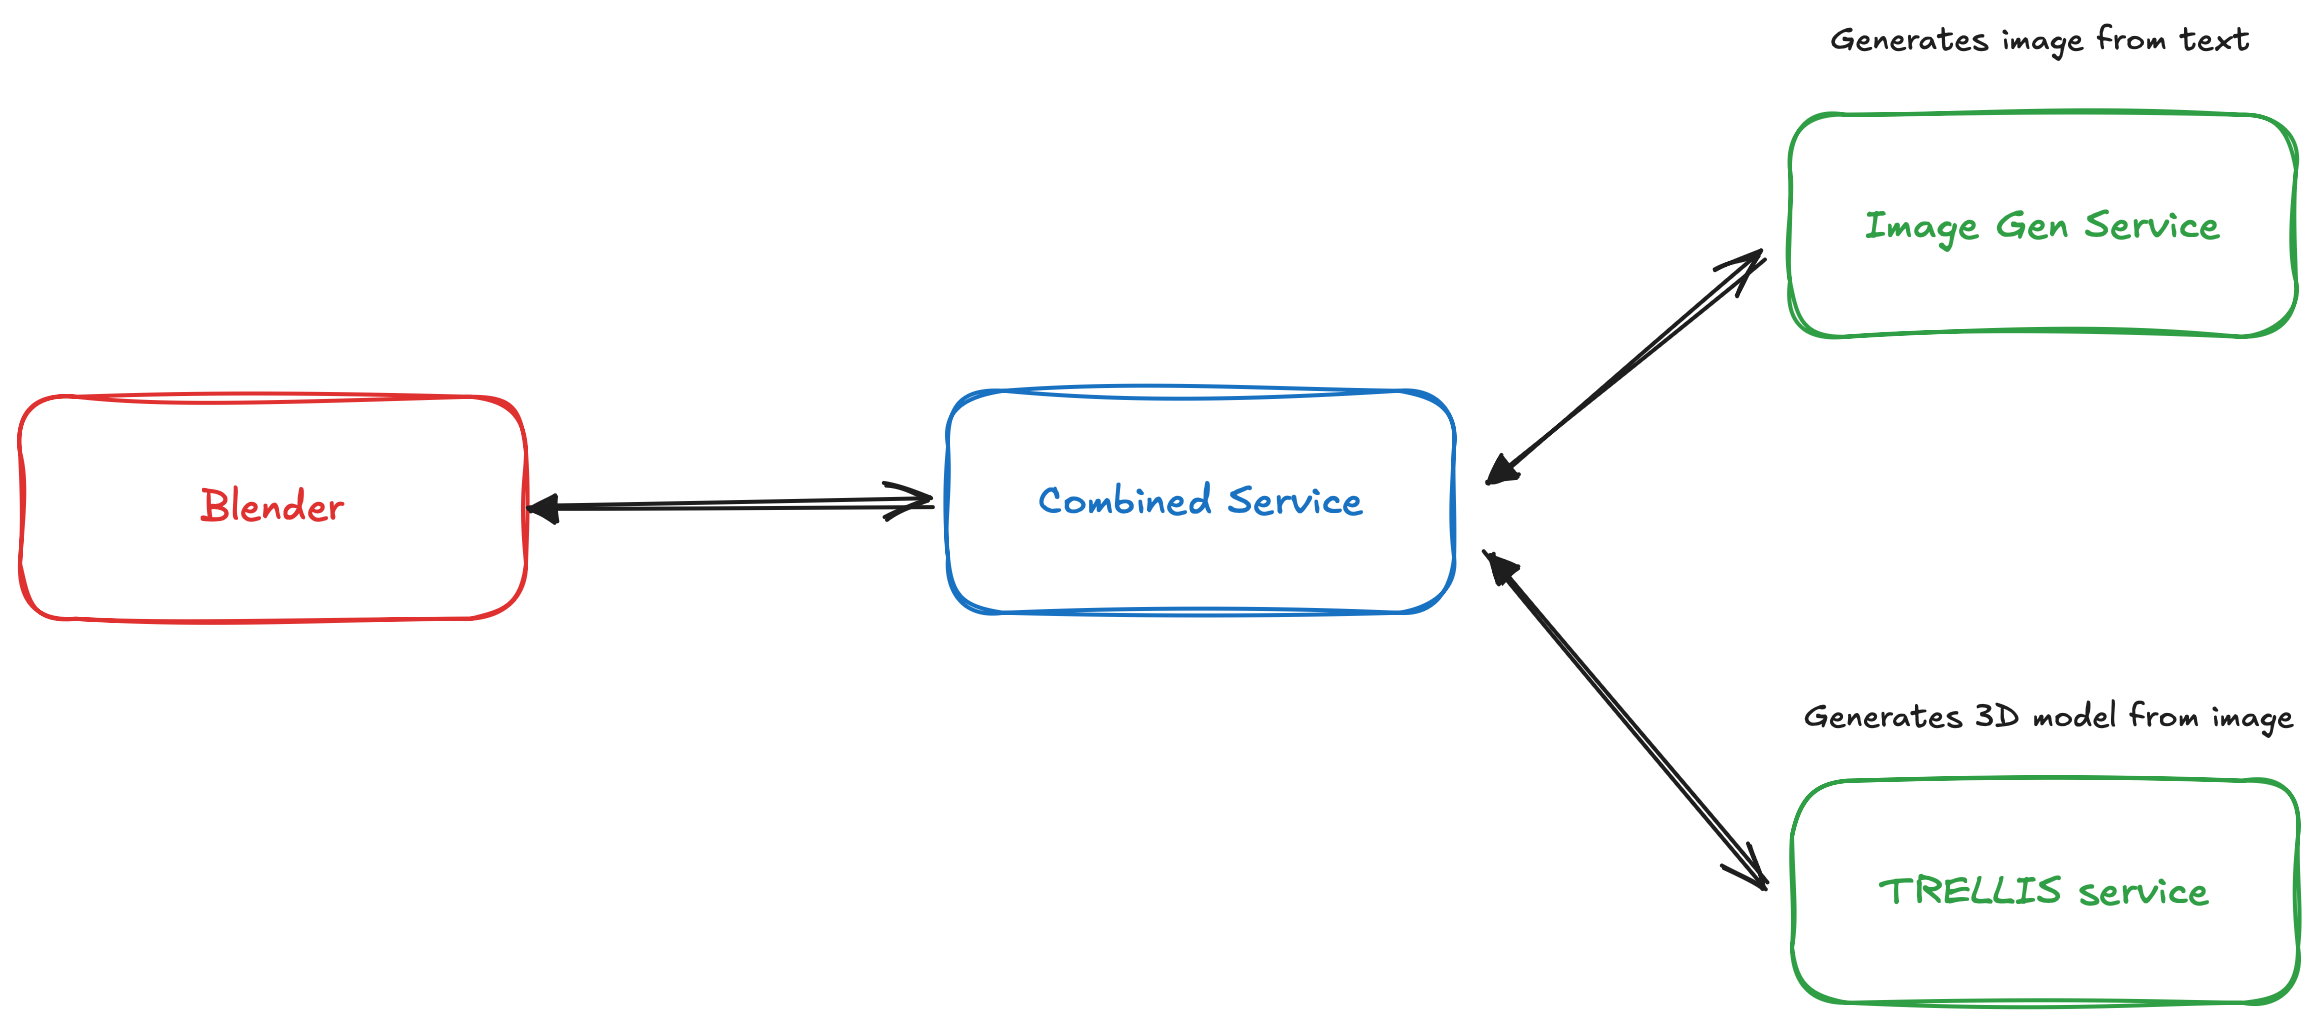 Generates image from text
Image Gen Service
Blender
Combined Service
Generates 3D model from image
TRELLIS service